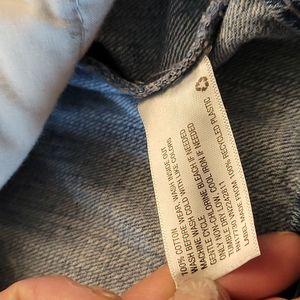 100% COTTON
WASH BEFORE WEAR. WASH INSIDE OUT
MACHINE WASH COLD WITH LIKE COLORS.
GENTLE CYCLE
ONLY NON-CHLORINE BLEACH IF NEEDED
TUMBLE DRY LOW. COOL IRON IF NEEDED
LABEL MADE FROM 100% RECYCLED PLASTIC